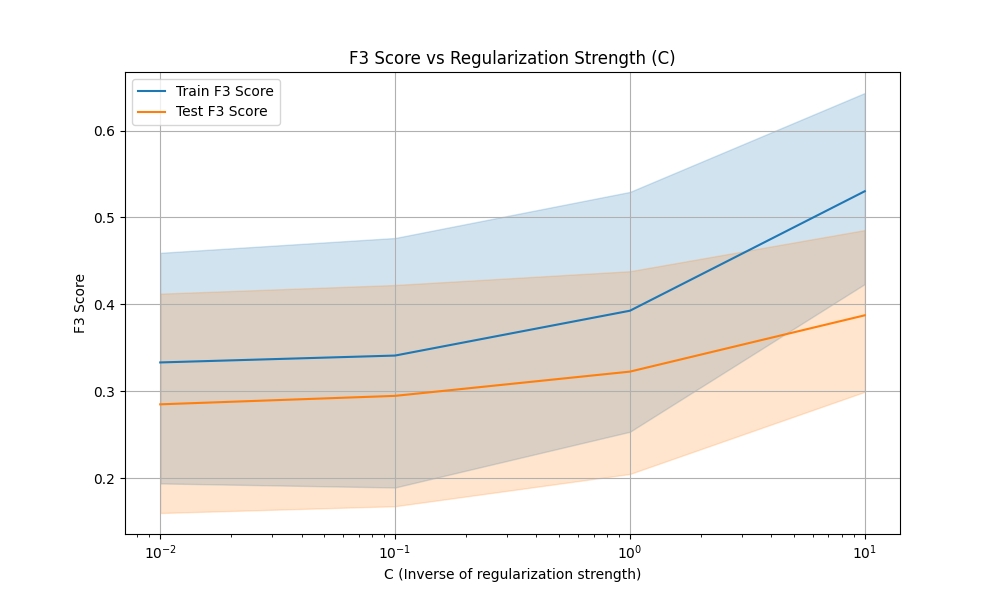 F3 Score vs Regularization Strength (C)
Train F3 Score
Test F3 Score
F3 Score
0.6
0.5
0.4
0.3
0.2
10⁻²
10⁻¹
10⁰
10¹
C (Inverse of regularization strength)